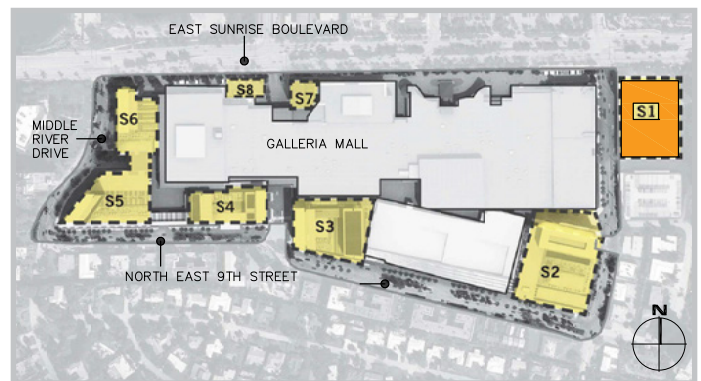 EAST SUNRISE BOULEVARD
S8
S7
S1
S6
MIDDLE
RIVER
DRIVE
GALLERIA MALL
S5
S4
S3
S2
NORTH EAST 9TH STREET
N